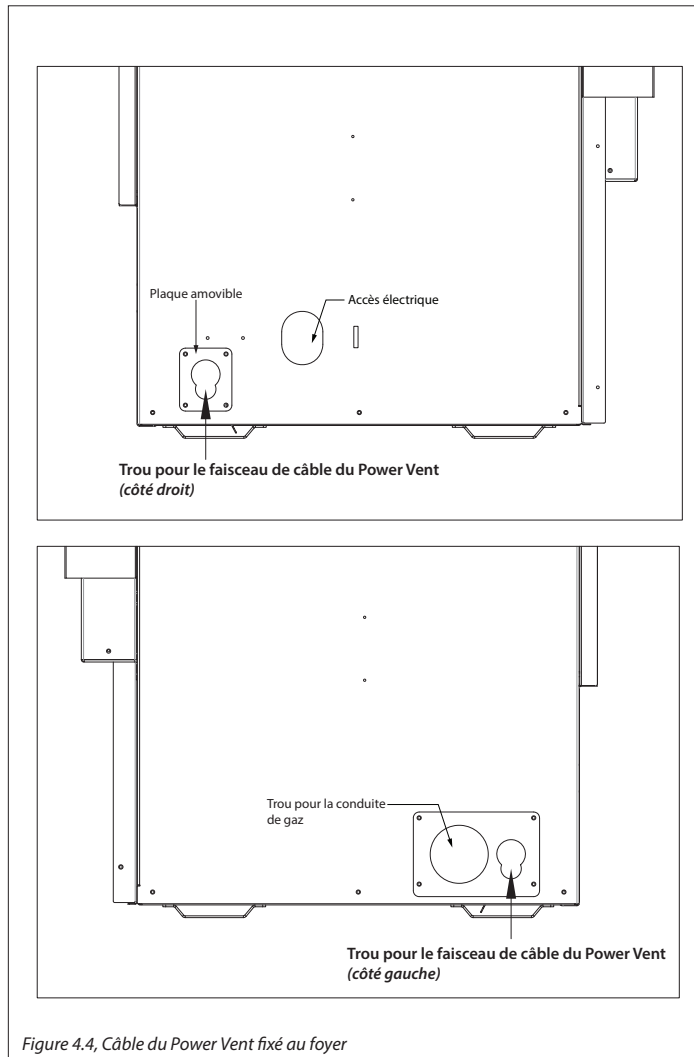 Plaque amovible
Accès électrique
Trou pour le faisceau de câble du Power Vent
(côté droit)
Trou pour la conduite
de gaz
Trou pour le faisceau de câble du Power Vent
(côté gauche)
Figure 4.4, Câble du Power Vent fixé au foyer